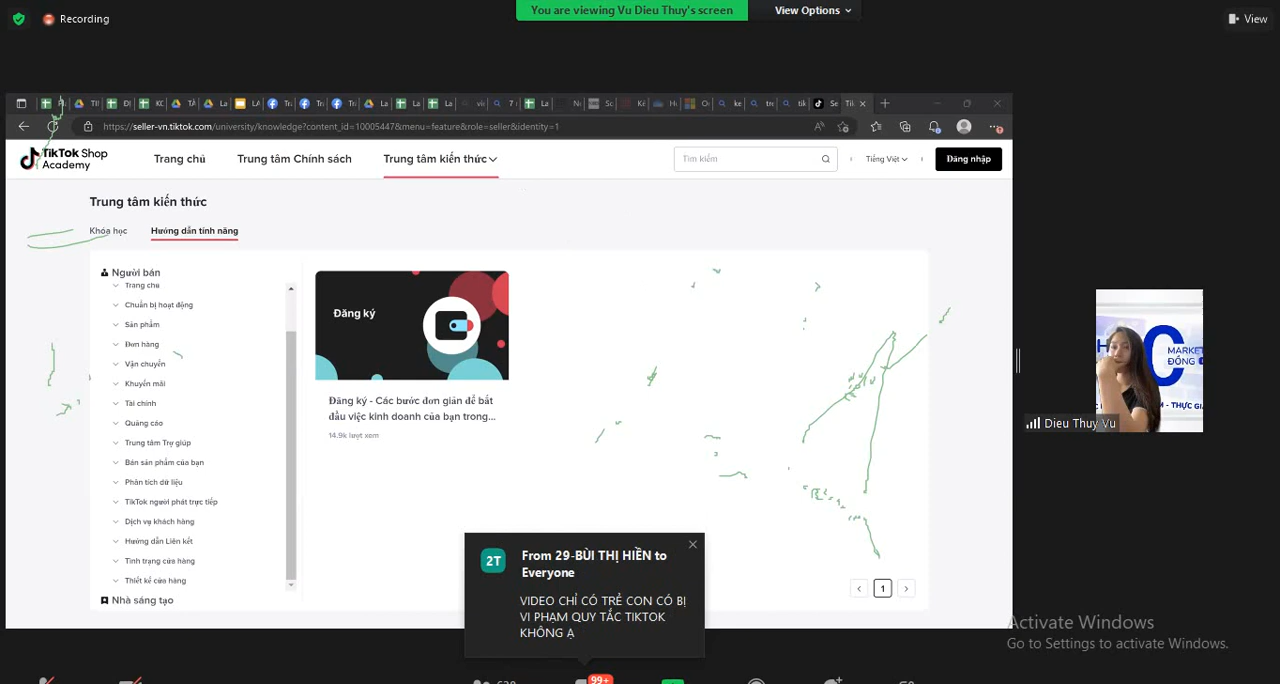 Recording
You are viewing Vu Dieu Thuy's screen
View Options
View
https://seller-vn.tiktok.com/university/knowledge?content_id=10005447&menu=feature&role=seller&identity=1
TikTok Shop
Academy
Trang chủ
Trung tâm Chính sách
Trung tâm kiến thức
Tìm kiếm
Tiếng Việt
Đăng nhập
Trung tâm kiến thức
Khóa học
Hướng dẫn tính năng
Người bán
Trang chủ
Chuẩn bị hoạt động
Sản phẩm
Đơn hàng
Vận chuyển
Khuyến mãi
Tài chính
Quảng cáo
Trung tâm Trợ giúp
Bán sản phẩm của bạn
Phân tích dữ liệu
TikTok người phát trực tiếp
Dịch vụ khách hàng
Hướng dẫn Liên kết
Tình trạng cửa hàng
Thiết kế cửa hàng
Nhà sáng tạo
Đăng ký
Đăng ký - Các bước đơn giản để bắt
đầu việc kinh doanh của bạn trong...
14.9k lượt xem
1
MARKET
ĐỒNG
Dieu Thuy Vu
2T
From 29-BÙI THỊ HIỀN to
Everyone
VIDEO CHỈ CÓ TRẺ CON CÓ BỊ
VI PHẠM QUY TẮC TIKTOK
KHÔNG Ạ
Activate Windows
Go to Settings to activate Windows.
99+